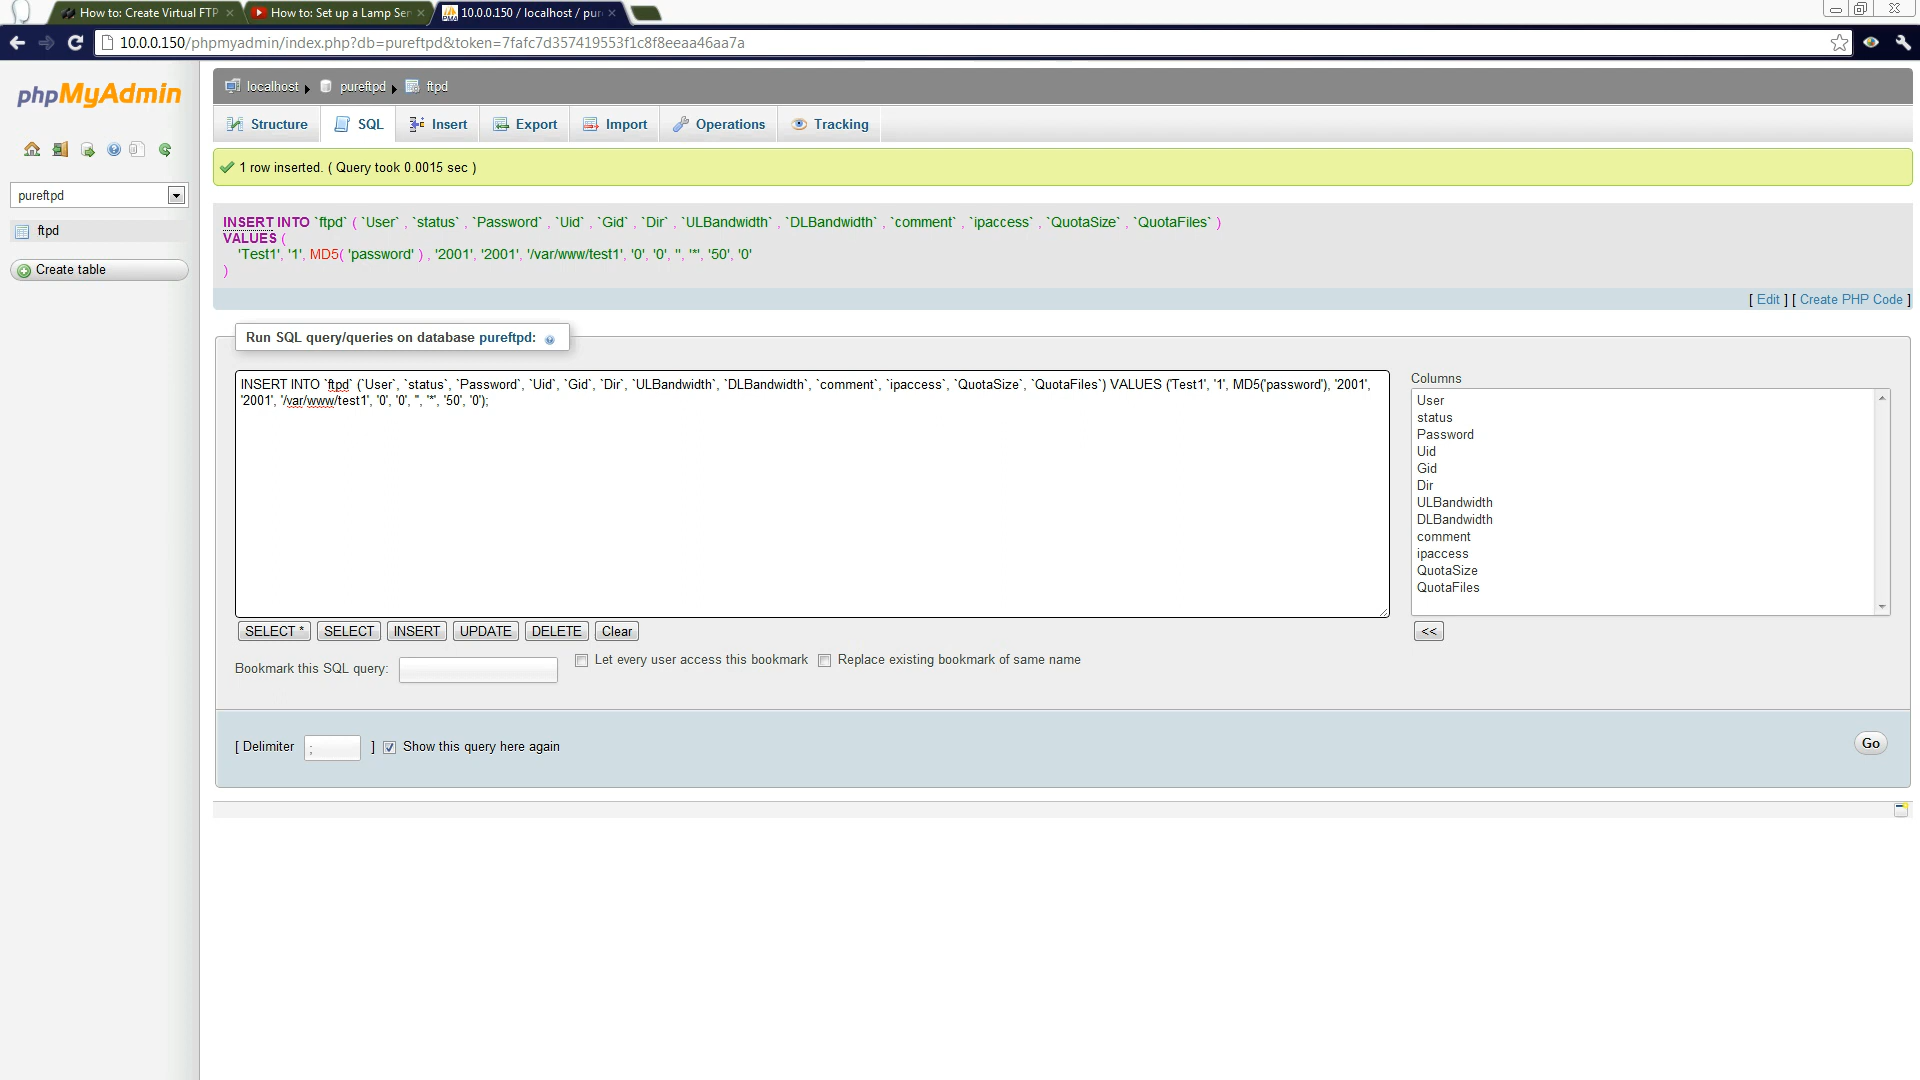 How to: Create Virtual FTP
How to: Set up a Lamp Ser
10.0.0.150 / localhost / pur
10.0.0.150/phpmyadmin/index.php?db=pureftpd&token=7fafc7d357419553f1c8f8eeaa46aa7a
phpMyAdmin
pureftpd
ftpd
Create table
localhost pureftpd ftpd
Structure SQL Insert Export Import Operations Tracking
1 row inserted. ( Query took 0.0015 sec )
INSERT INTO `ftpd` ( `User` , `status` , `Password` , `Uid` , `Gid` , `Dir` , `ULBandwidth` , `DLBandwidth` , `comment` , `ipaccess` , `QuotaSize` , `QuotaFiles` )
VALUES (
'Test1', '1', MD5( 'password' ) , '2001', '2001', '/var/www/test1', '0', '0', '', '*', '50', '0'
)
[ Edit ] [ Create PHP Code ]
Run SQL query/queries on database pureftpd:
INSERT INTO `ftpd` (`User`, `status`, `Password`, `Uid`, `Gid`, `Dir`, `ULBandwidth`, `DLBandwidth`, `comment`, `ipaccess`, `QuotaSize`, `QuotaFiles`) VALUES ('Test1', '1', MD5('password'), '2001',
'2001', '/var/www/test1', '0', '0', '', '*', '50', '0');
Columns
User
status
Password
Uid
Gid
Dir
ULBandwidth
DLBandwidth
comment
ipaccess
QuotaSize
QuotaFiles
SELECT * SELECT INSERT UPDATE DELETE Clear
<<
Bookmark this SQL query: Let every user access this bookmark Replace existing bookmark of same name
[ Delimiter ; ] Show this query here again
Go